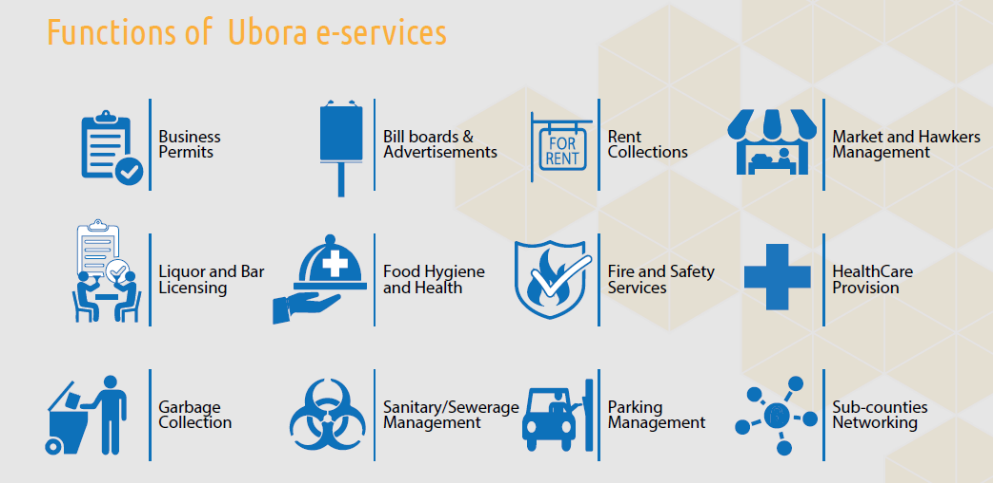 Functions of Ubora e-services
Business
Permits
Bill boards &
Advertisements
FOR
RENT
Rent
Collections
Market and Hawkers
Management
Liquor and Bar
Licensing
Food Hygiene
and Health
Fire and Safety
Services
HealthCare
Provision
Garbage
Collection
Sanitary/Sewerage
Management
Parking
Management
Sub-counties
Networking